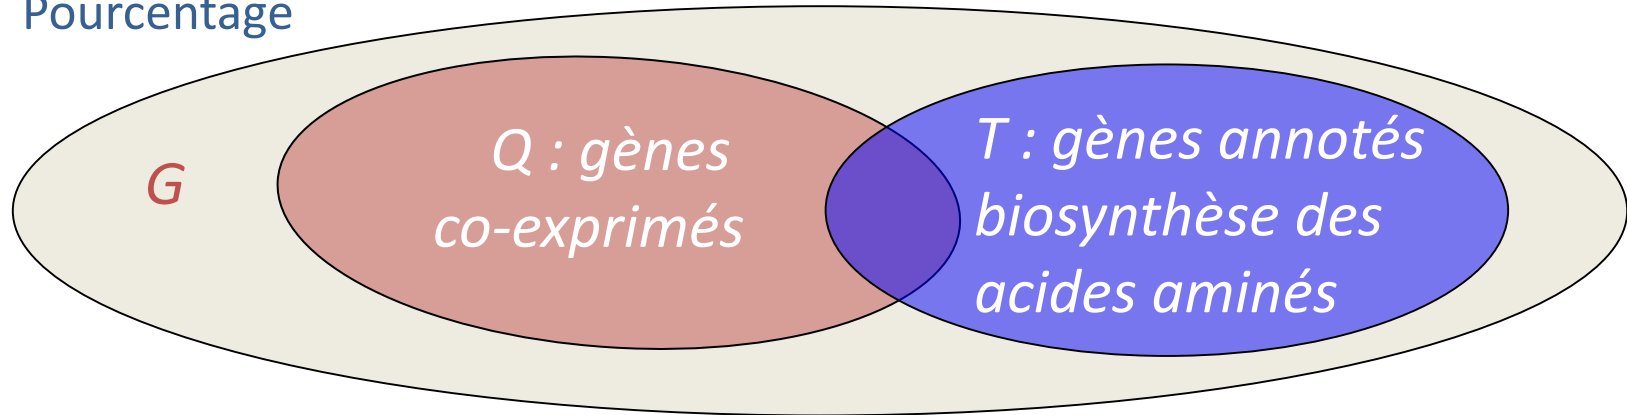 Pourcentage
G
Q : gènes
co-exprimés
T : gènes annotés
biosynthèse des
acides aminés